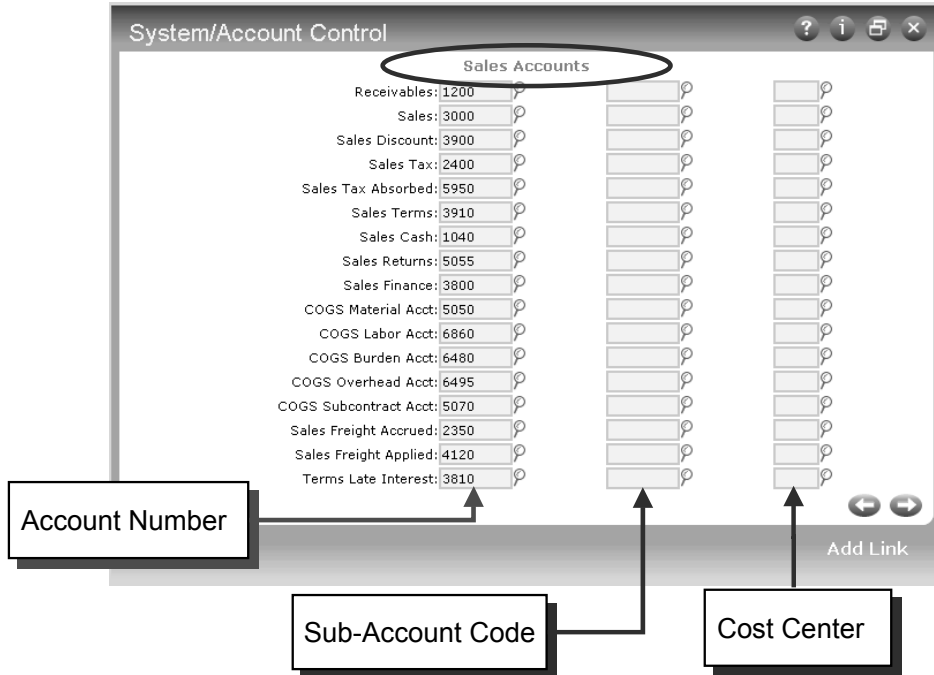 System/Account Control
? i
Sales Accounts
Receivables: 1200
Sales: 3000
Sales Discount: 3900
Sales Tax: 2400
Sales Tax Absorbed: 5950
Sales Terms: 3910
Sales Cash: 1040
Sales Returns: 5055
Sales Finance: 3800
COGS Material Acct: 5050
COGS Labor Acct: 6860
COGS Burden Acct: 6480
COGS Overhead Acct: 6495
COGS Subcontract Acct: 5070
Sales Freight Accrued: 2350
Sales Freight Applied: 4120
Terms Late Interest: 3810
Account Number
Add Link
Sub-Account Code
Cost Center